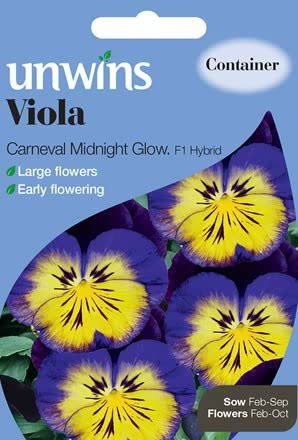 unwins
Container
Viola
Carneval Midnight Glow. F1 Hybrid
Large flowers
Early flowering
Sow Feb-Sep
Flowers Feb-Oct